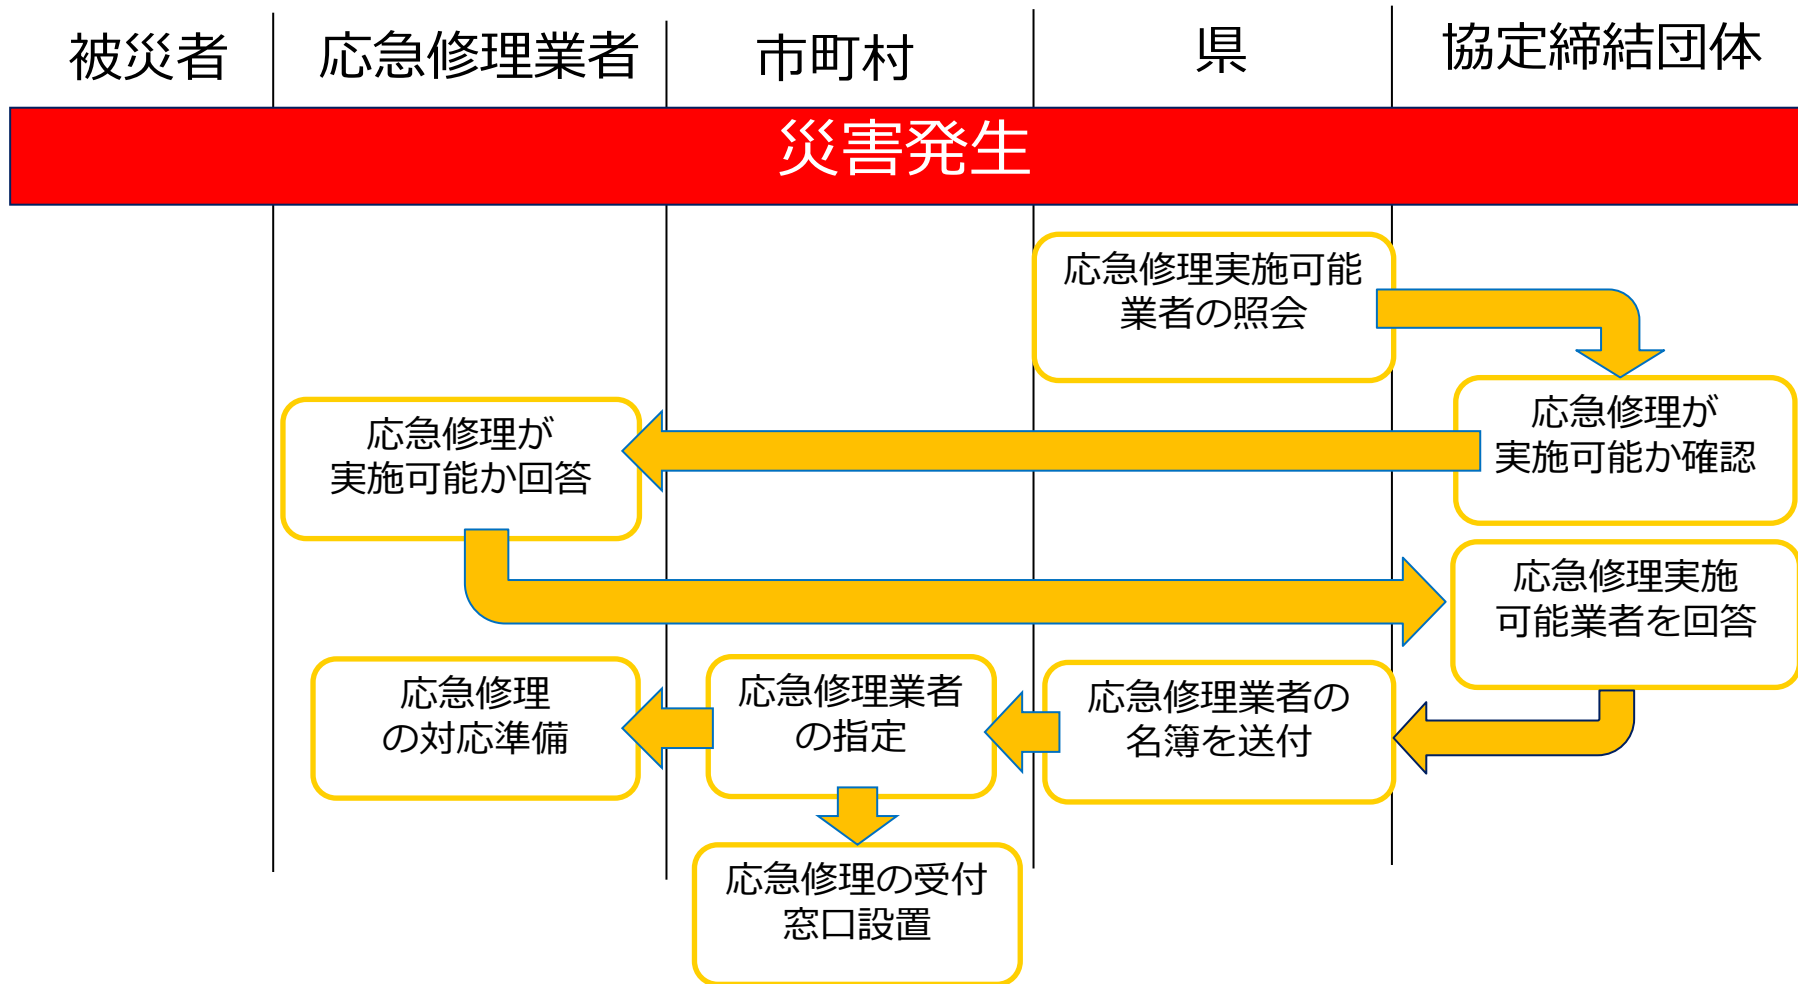 被災者
応急修理業者
市町村
県
協定締結団体
災害発生
応急修理実施可能
業者の照会
応急修理が
実施可能か確認
応急修理が
実施可能か回答
応急修理実施
可能業者を回答
応急修理業者の
名簿を送付
応急修理業者
の指定
応急修理
の対応準備
応急修理の受付
窓口設置